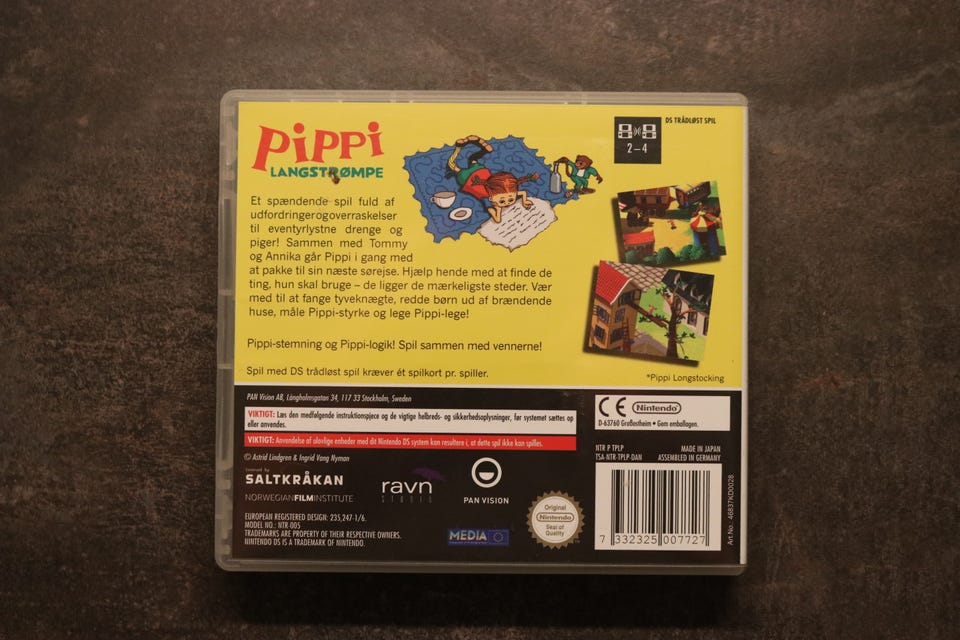 PiPPi
LANGSTRØMPE
Et spændende spil fuld af
udfordringerogoverraskelser
til eventyrlystne drenge og
piger! Sammen med Tommy
og Annika går Pippi i gang med
at pakke til sin næste sørejse. Hjælp hende med at finde de
ting, hun skal bruge – de ligger de mærkeligste steder. Vær
med til at fange tyveknægte, redde børn ud af brændende
huse, måle Pippi-styrke og lege Pippi-lege!
Pippi-stemning og Pippi-logik! Spil sammen med vennerne!
Spil med DS trådløst spil kræver ét spilkort pr. spiller.
DS TRÅDLØST SPIL
2–4
*Pippi Longstocking
PAN Vision AB, Långholmsgatan 34, 117 33 Stockholm, Sweden
VIKTIGT: Læs den medfølgende instruktionspjece og de vigtige helbreds- og sikkerhedsoplysninger, før systemet sættes op
eller anvendes.
VIKTIGT: Anvendelse af ulovlige enheder med dit Nintendo DS system kan resultere i, at dette spil ikke kan spilles.
© Astrid Lindgren & Ingrid Vang Nyman
Licensed by
SALTKRÅKAN
NORWEGIANFILMINSTITUTE
ravn
STUDIO
PAN VISION
EUROPEAN REGISTERED DESIGN: 235,247-1/6.
MODEL NO.: NTR 005
TRADEMARKS ARE PROPERTY OF THEIR RESPECTIVE OWNERS.
NINTENDO DS IS A TRADEMARK OF NINTENDO.
MEDIA
Original
Nintendo
Seal of
Quality
CE Nintendo
D-63760 Großostheim • Gem emballagen.
NTR P TPLP
TSA-NTR-TPLP-DAN
MADE IN JAPAN
ASSEMBLED IN GERMANY
7 332325 007727
Art.No.: 46837KD002B